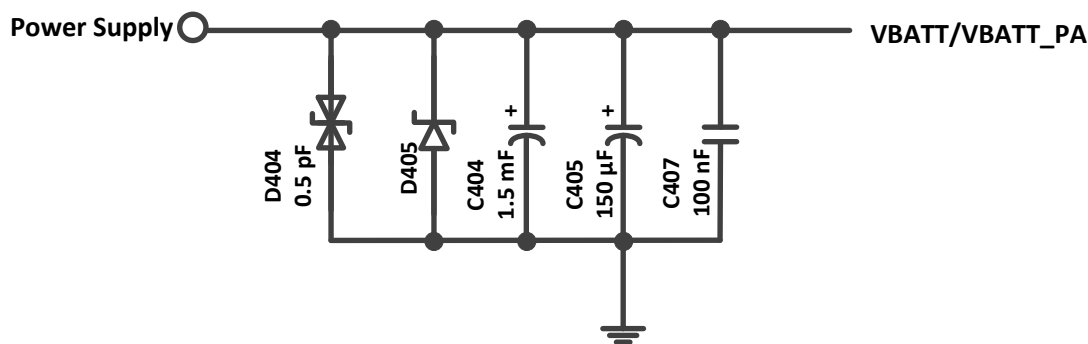 Power Supply
VBATT/VBATT_PA
D404
0.5 pF
D405
+
C404
1.5 mF
+
C405
150 µF
C407
100 nF